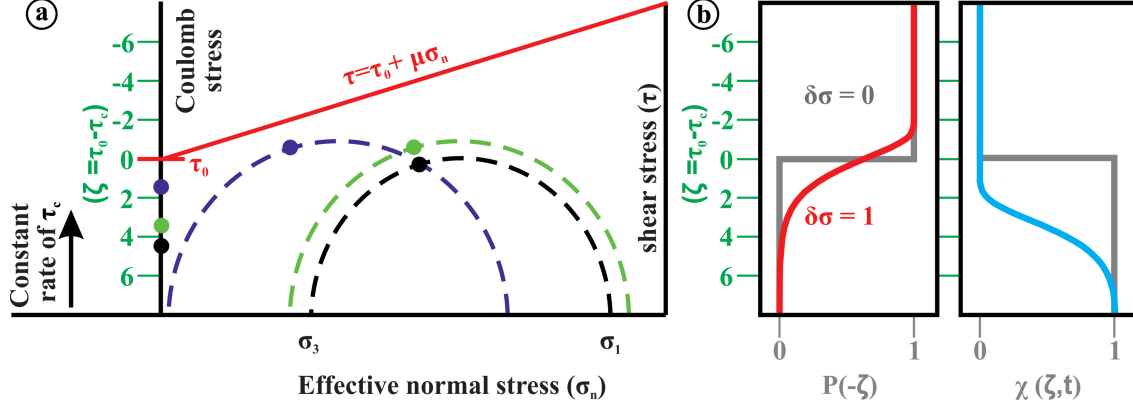 a
-6
-4
-2
0
2
4
6
(ζ =τ₀-τ꜀)
Constant
rate of τ꜀
Coulomb
stress
τ₀
τ=τ₀+ μσₙ
shear stress (τ)
σ₃
σ₁
Effective normal stress (σₙ)
b
-6
-4
-2
0
2
4
6
(ζ =τ₀-τ꜀)
δσ = 0
δσ = 1
0
1
P(-ζ)
0
1
χ (ζ,t)